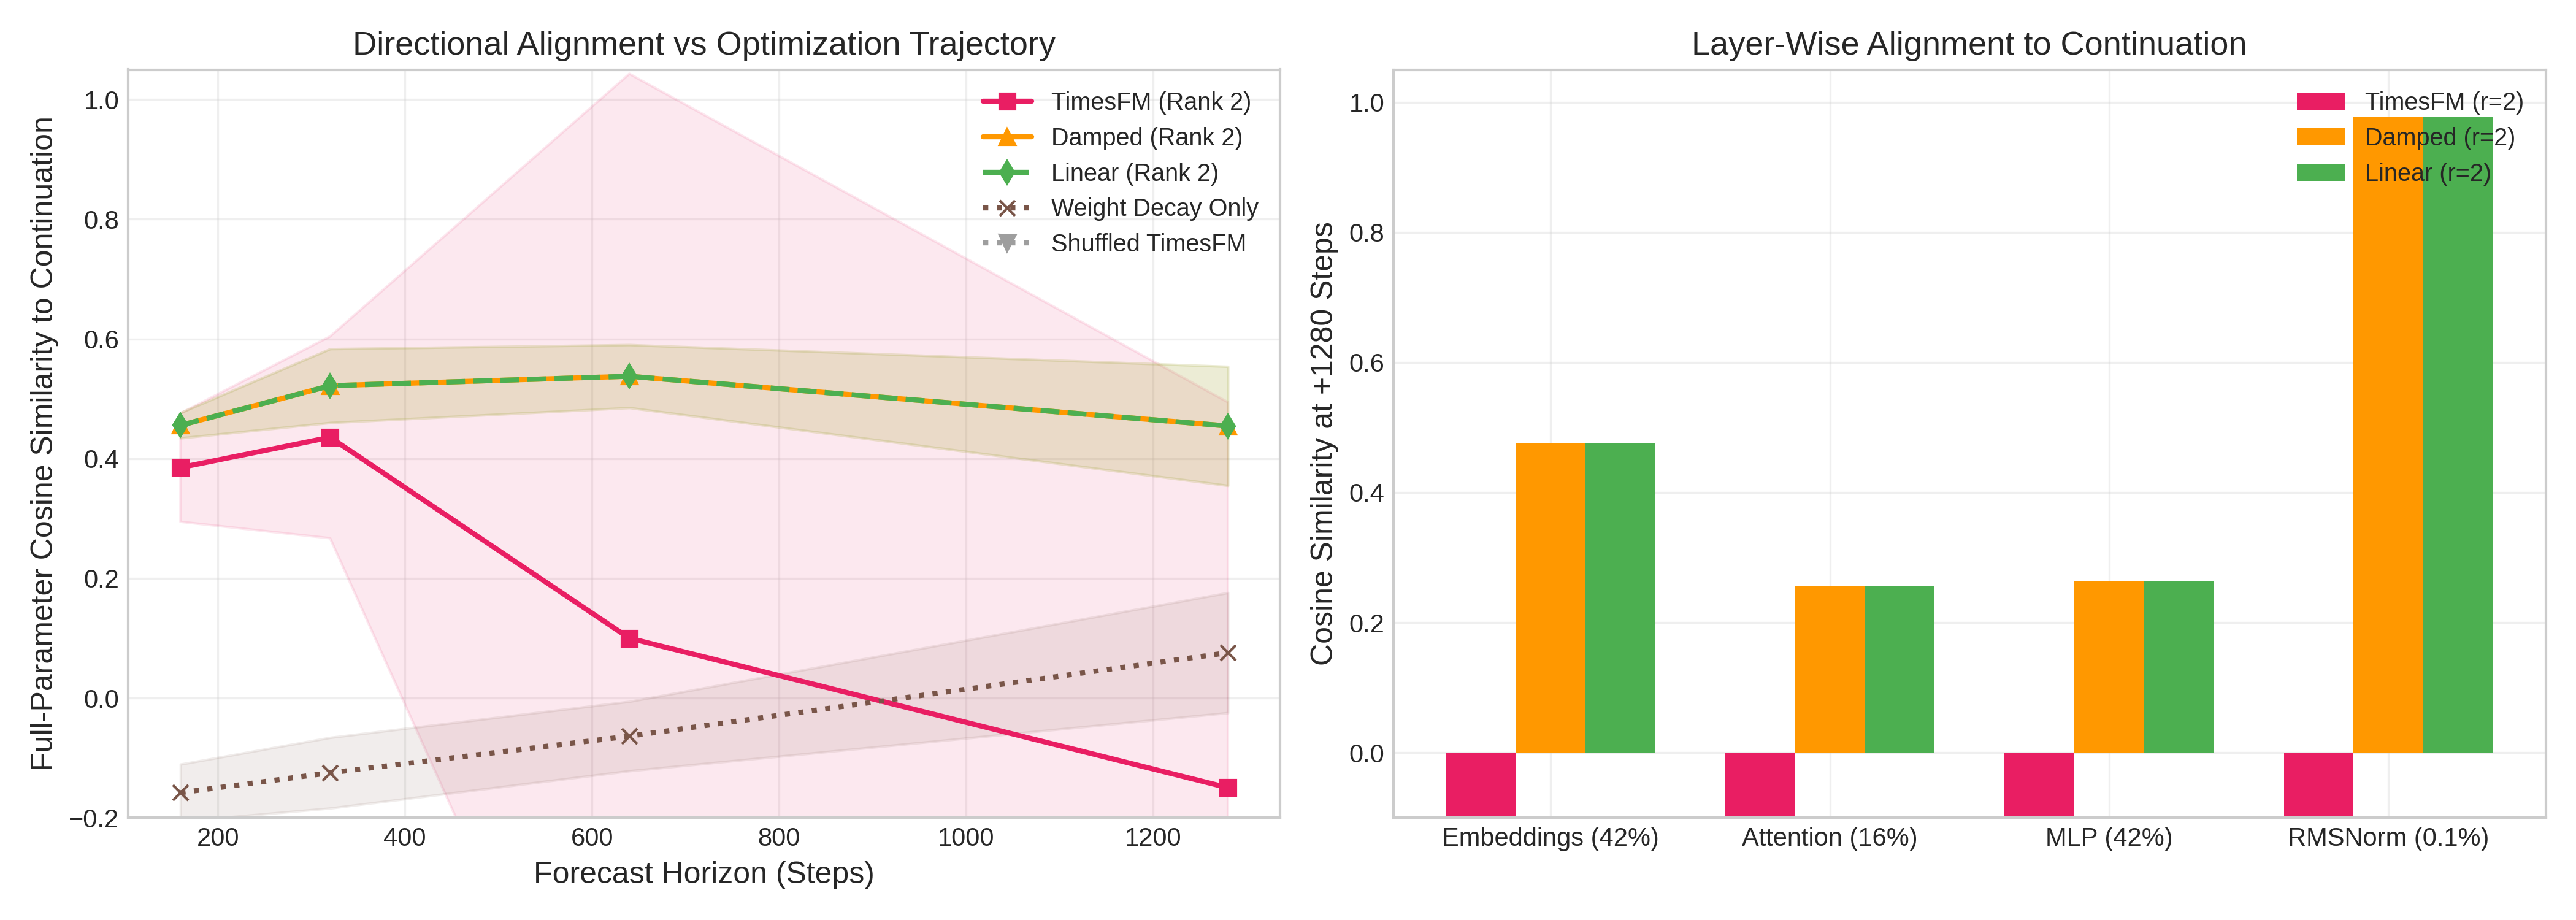 Directional Alignment vs Optimization Trajectory
Full-Parameter Cosine Similarity to Continuation
1.0
0.8
0.6
0.4
0.2
0.0
−0.2
200
400
600
800
1000
1200
Forecast Horizon (Steps)
TimesFM (Rank 2)
Damped (Rank 2)
Linear (Rank 2)
Weight Decay Only
Shuffled TimesFM
Layer-Wise Alignment to Continuation
Cosine Similarity at +1280 Steps
1.0
0.8
0.6
0.4
0.2
0.0
Embeddings (42%)
Attention (16%)
MLP (42%)
RMSNorm (0.1%)
TimesFM (r=2)
Damped (r=2)
Linear (r=2)